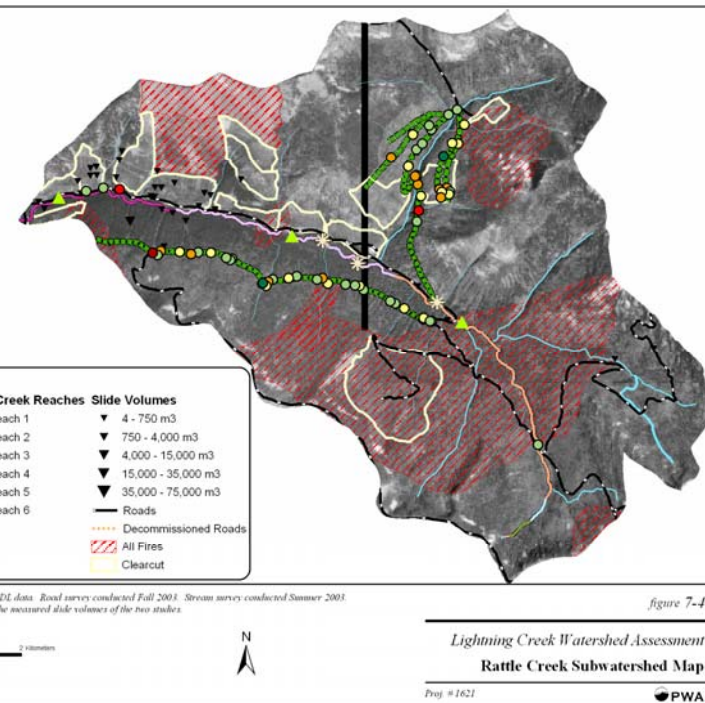 Creek Reaches Slide Volumes
each 1 4 - 750 m3
each 2 750 - 4,000 m3
each 3 4,000 - 15,000 m3
each 4 15,000 - 35,000 m3
each 5 35,000 - 75,000 m3
each 6 Roads
Decommissioned Roads
All Fires
Clearcut
DL data. Road survey conducted Fall 2003. Stream survey conducted Summer 2003.
he measured slide volumes of the two studies.
figure 7-4
2 Kilometers
N
Lightning Creek Watershed Assessment
Rattle Creek Subwatershed Map
Proj. # 1621
PWA